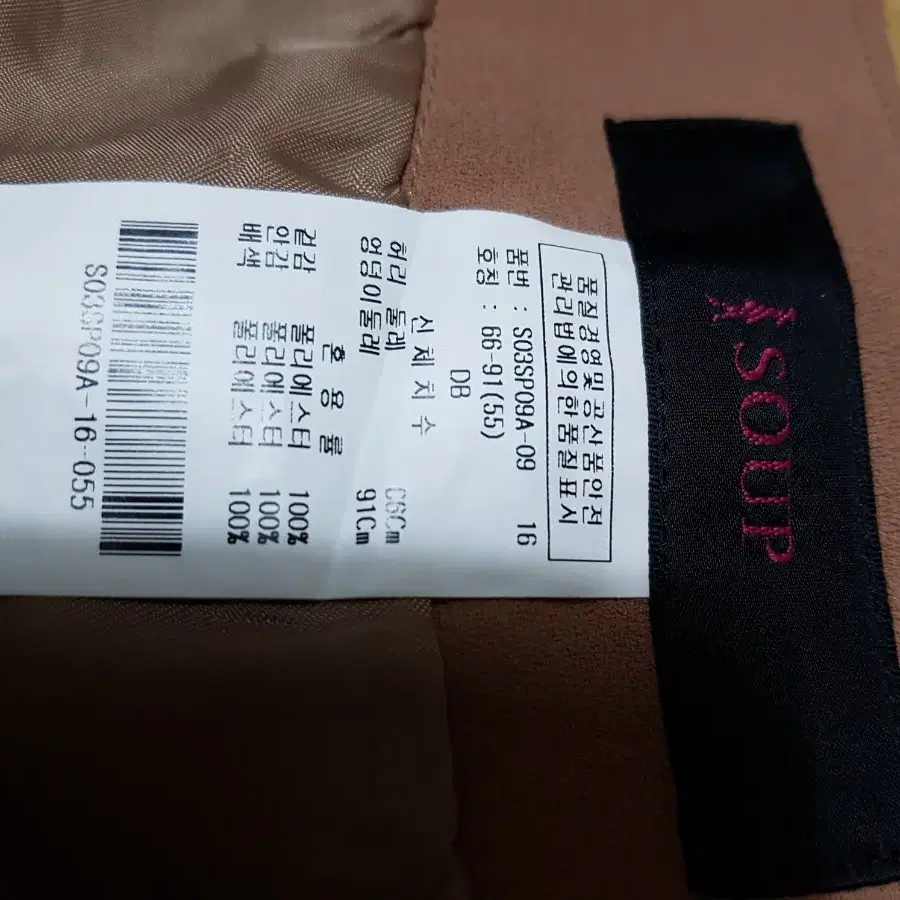 SOUP
품질경영및공산품안전
관리법에의한품질표시
품번 : S03SP09A-09 16
호칭 : 66-91(55)
DB
신체 치수
허리 둘레 66Cm
엉덩이둘레 91Cm
혼 용 율
겉감 폴리에스터 100%
안감 폴리에스터 100%
배색 폴리에스터 100%
S03SP09A-16-055